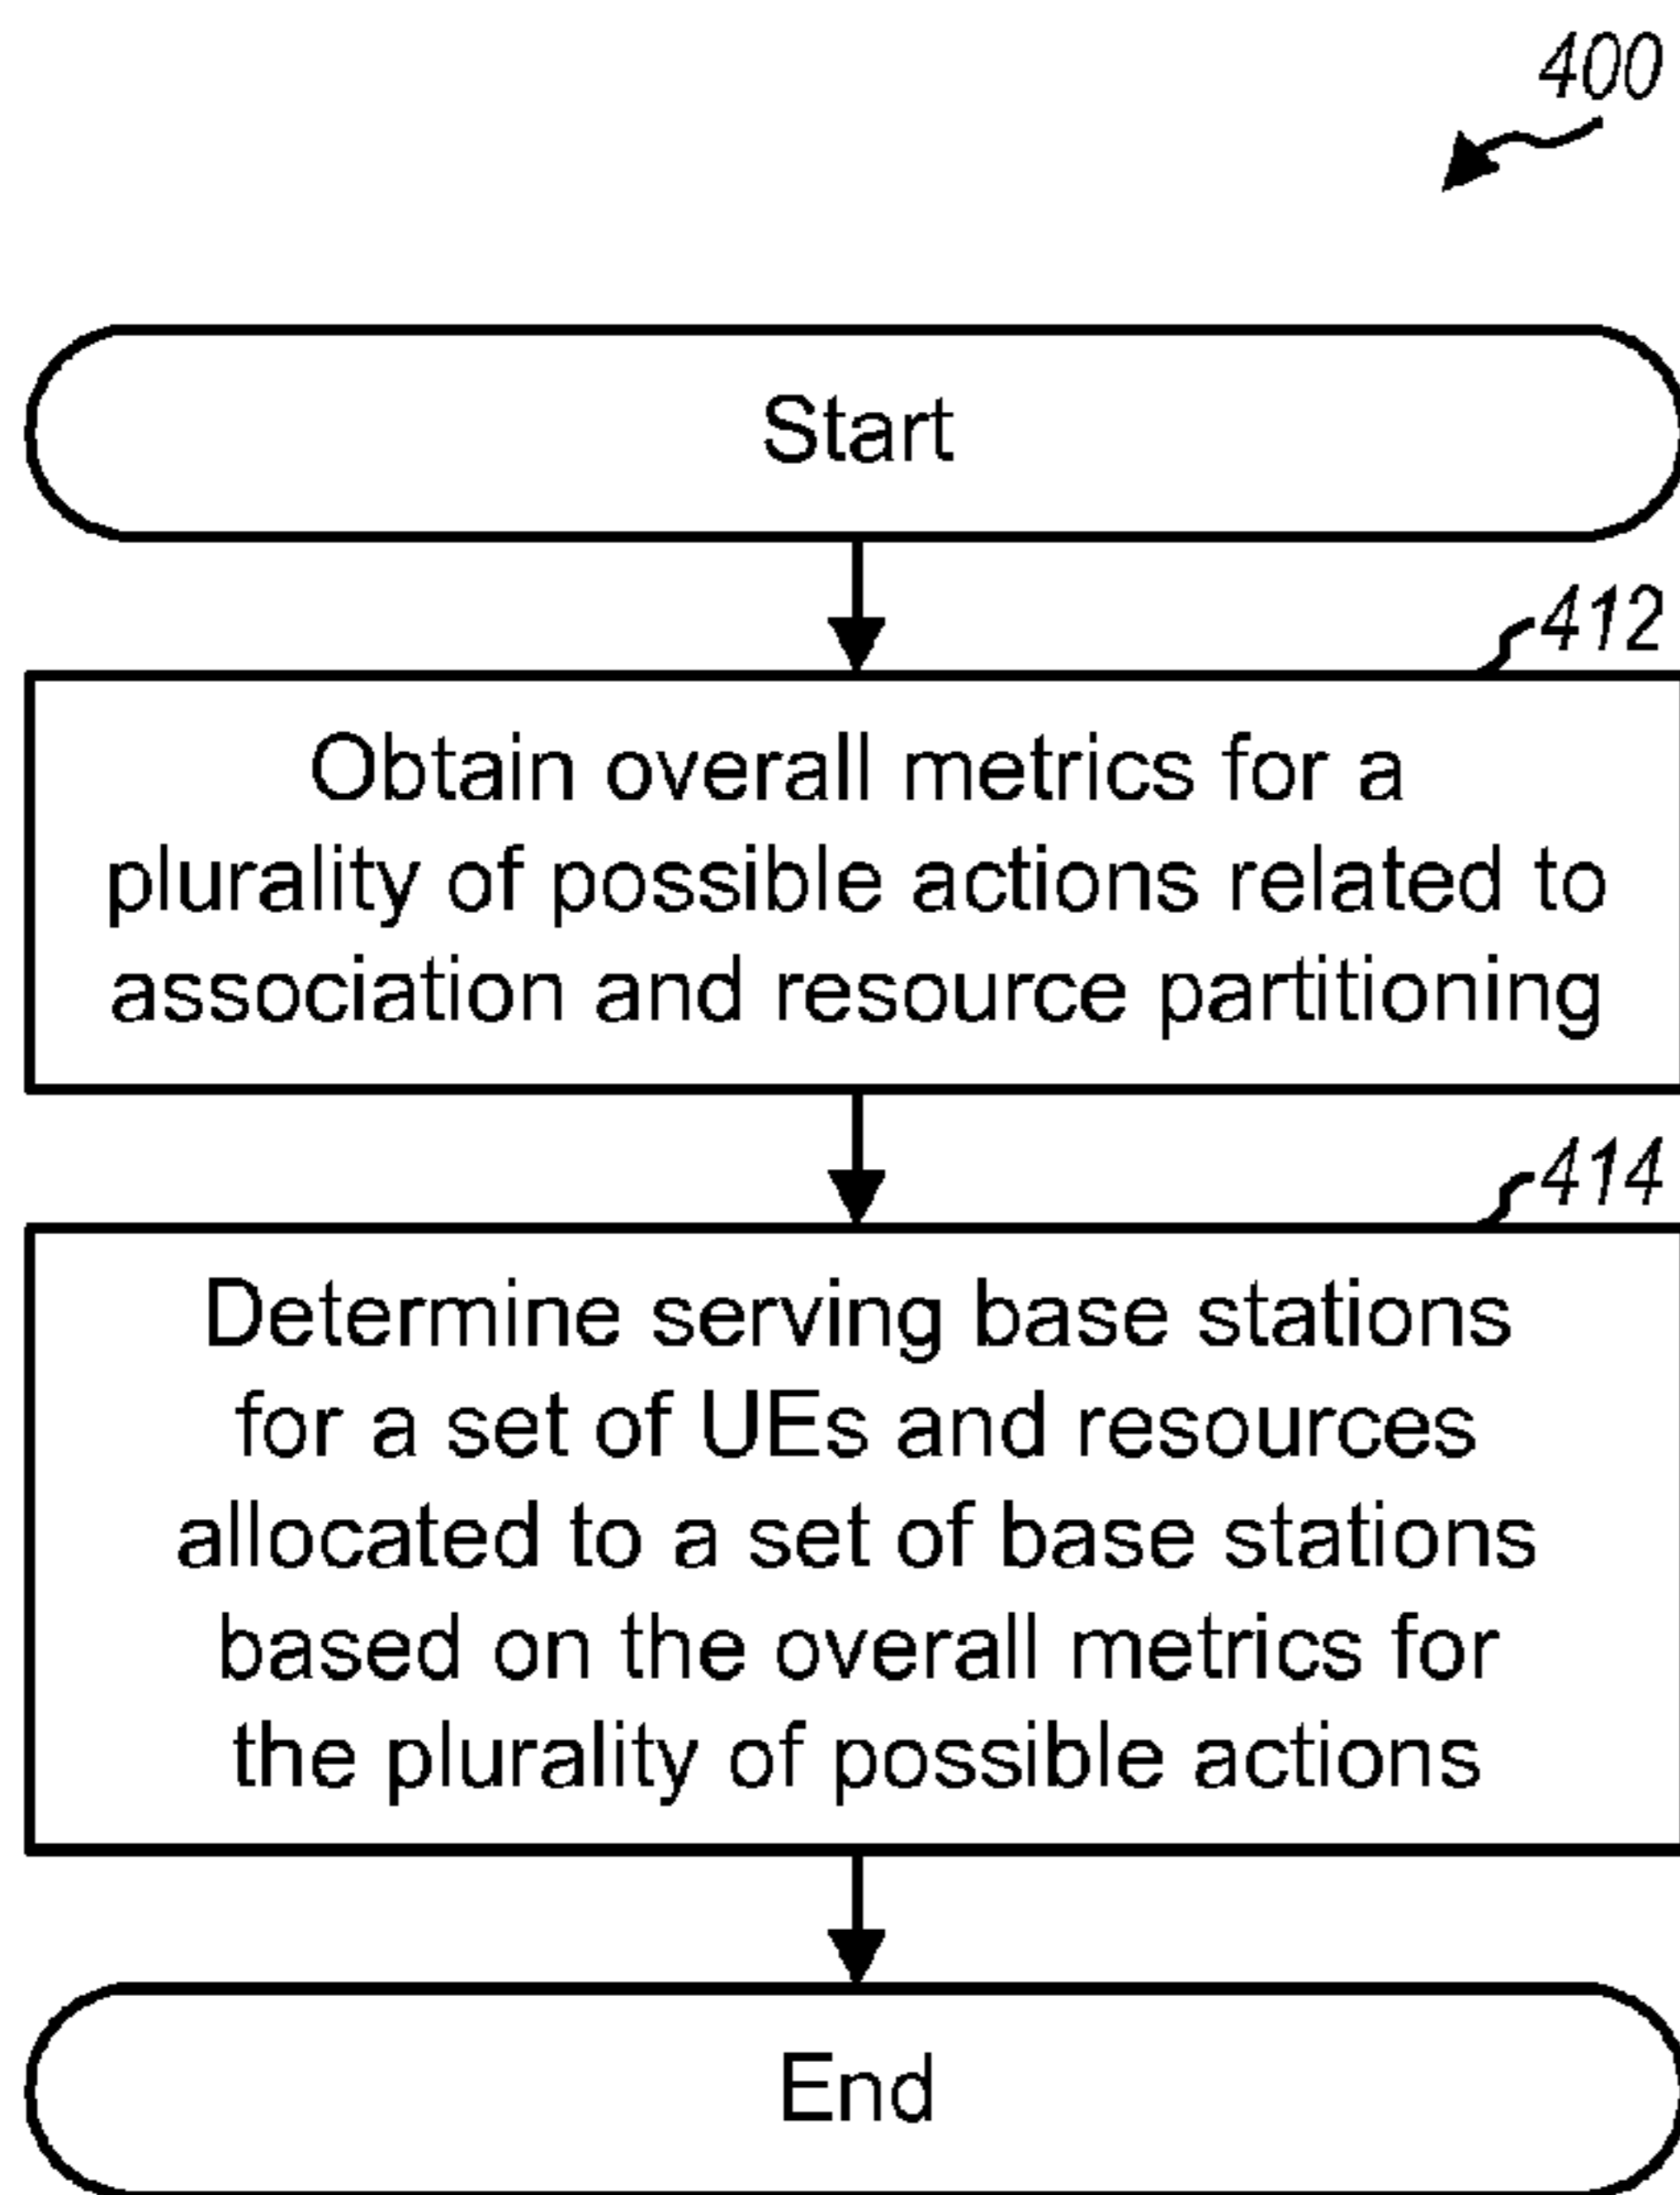 400
Start
412
Obtain overall metrics for a
plurality of possible actions related to
association and resource partitioning
414
Determine serving base stations
for a set of UEs and resources
allocated to a set of base stations
based on the overall metrics for
the plurality of possible actions
End